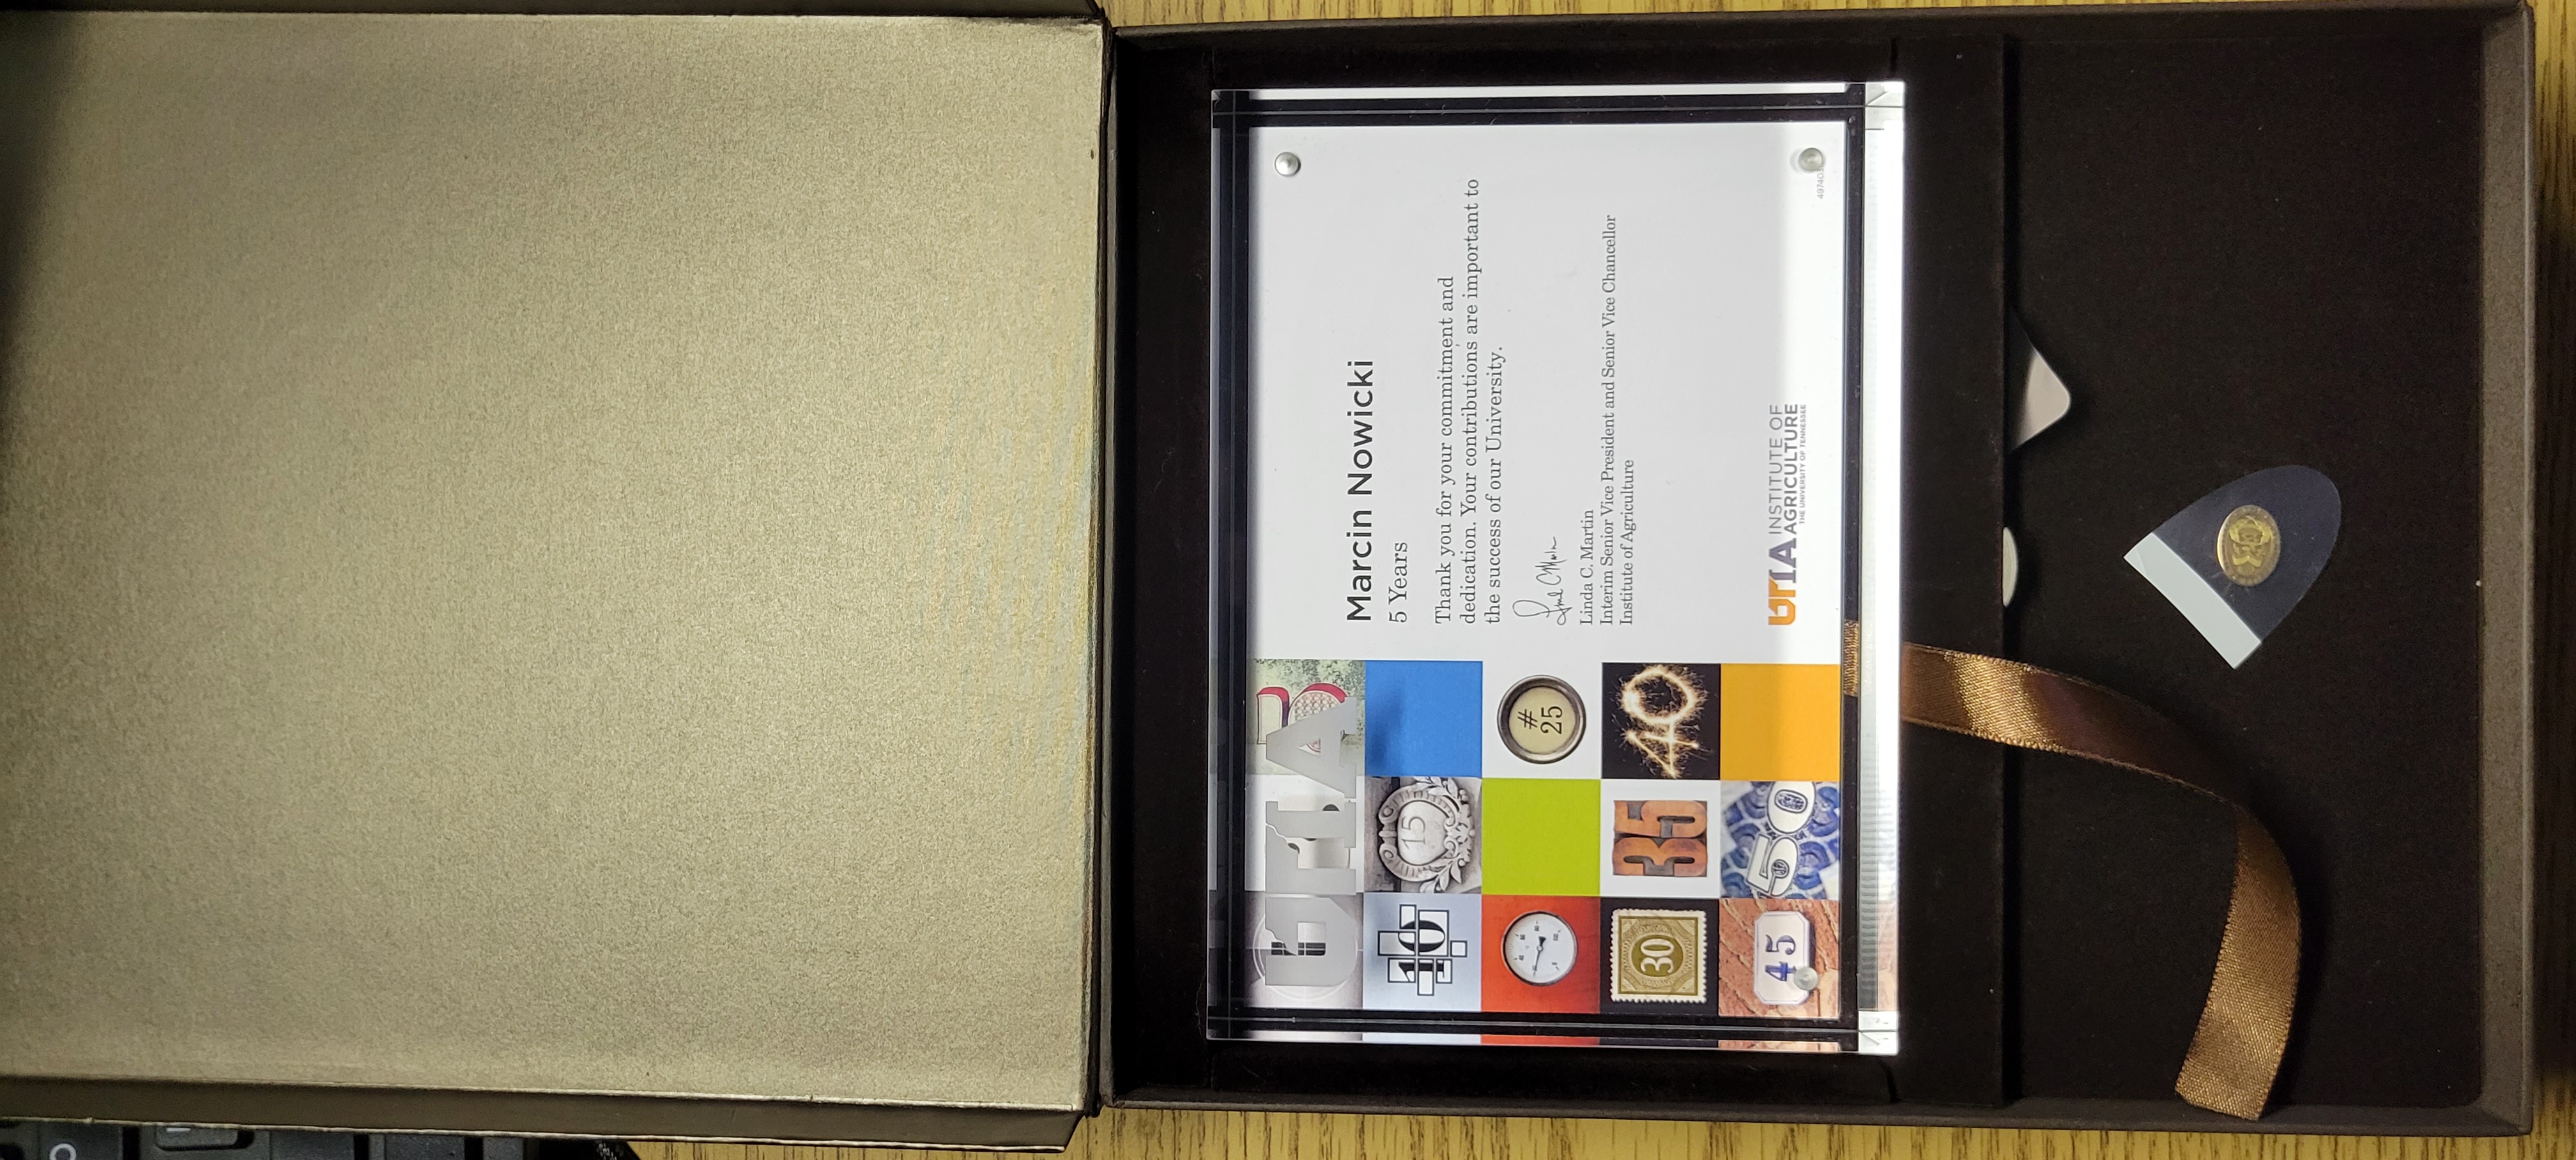 UTIA
5
10
15
# 25
30
35
40
45
50
Marcin Nowicki
5 Years
Thank you for your commitment and
dedication. Your contributions are important to
the success of our University.
Linda C. Martin
Interim Senior Vice President and Senior Vice Chancellor
Institute of Agriculture
UTIA INSTITUTE OF
AGRICULTURE
THE UNIVERSITY OF TENNESSEE